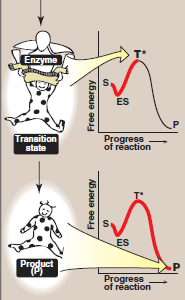 Enzyme
Transition
state
Free energy
S
ES
T*
P
Progress
of reaction
Product
(P)
Free energy
S
ES
T*
P
Progress
of reaction